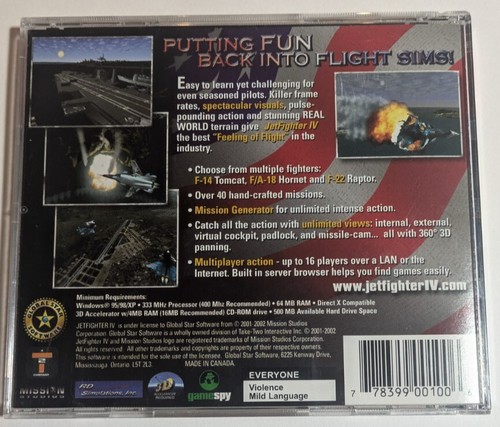 PUTTING FUN
BACK INTO FLIGHT SIMS!
Easy to learn yet challenging for
even seasoned pilots. Killer frame
rates, spectacular visuals, pulse-
pounding action and stunning REAL
WORLD terrain give JetFighter IV
the best "Feeling of Flight" in the
industry.
• Choose from multiple fighters:
F-14 Tomcat, F/A-18 Hornet and F-22 Raptor.
• Over 40 hand-crafted missions.
• Mission Generator for unlimited intense action.
• Catch all the action with unlimited views: internal, external,
virtual cockpit, padlock, and missile-cam... all with 360° 3D
panning.
• Multiplayer action - up to 16 players over a LAN or the
Internet. Built in server browser helps you find games easily.
www.jetfighterIV.com
Minimum Requirements:
Windows® 95/98/XP • 333 MHz Processor (400 Mhz Recommended) • 64 MB RAM • Direct X Compatible
3D Accelerator w/4MB RAM (16MB Recommended) CD-ROM drive • 500 MB Available Hard Drive Space
JETFIGHTER IV is under license to Global Star Software from © 2001-2002 Mission Studios
Corporation. Global Star Software is a wholly owned division of Take-Two Interactive Inc. © 2001-2002
JetFighter IV and Mission Studios logo are registered trademarks of Mission Studios Corporation.
All rights reserved. All other trademarks and copyrights are property of their respective owners.
This software is intended for the sole use of the licensee. Global Star Software, 6225 Kenway Drive,
Mississauga Ontario. L5T 2L3 MADE IN CANADA.
MISSION
STUDIOS
RD
Simulations, Inc.
3D
gamespy
EVERYONE
Violence
Mild Language
7 78399 00100 6